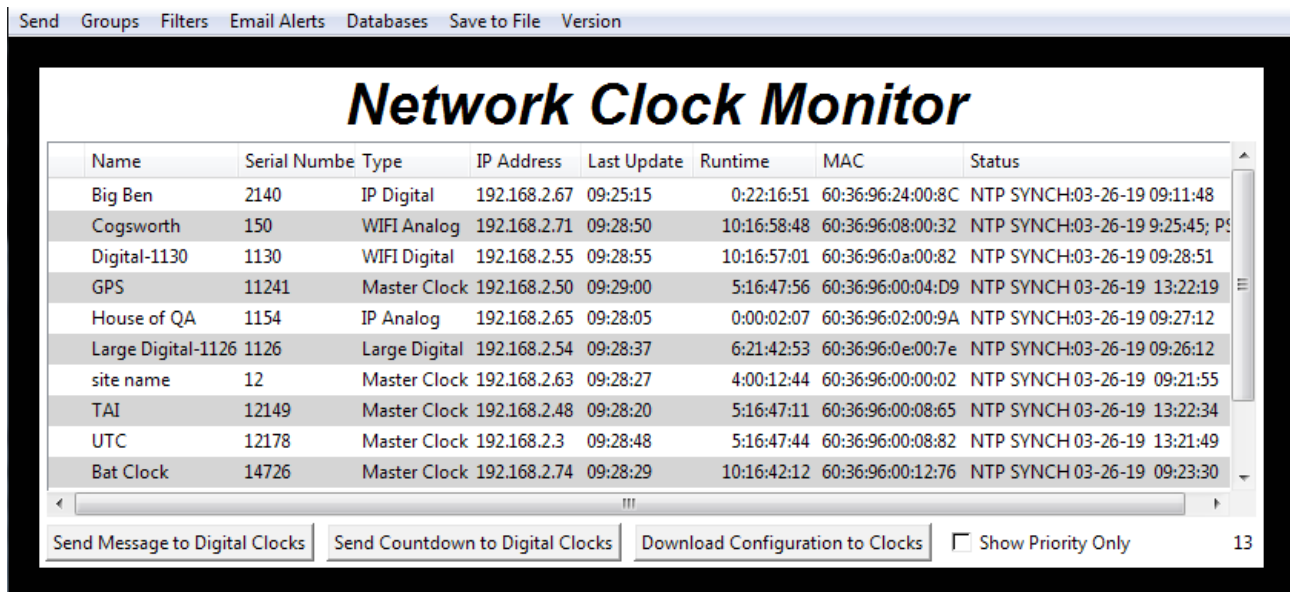 Send Groups Filters Email Alerts Databases Save to File Version
Network Clock Monitor
Name Serial Numbe Type IP Address Last Update Runtime MAC Status
Big Ben 2140 IP Digital 192.168.2.67 09:25:15 0:22:16:51 60:36:96:24:00:8C NTP SYNCH:03-26-19 09:11:48
Cogsworth 150 WIFI Analog 192.168.2.71 09:28:50 10:16:58:48 60:36:96:08:00:32 NTP SYNCH:03-26-19 9:25:45; PS
Digital-1130 1130 WIFI Digital 192.168.2.55 09:28:55 10:16:57:01 60:36:96:0a:00:82 NTP SYNCH:03-26-19 09:28:51
GPS 11241 Master Clock 192.168.2.50 09:29:00 5:16:47:56 60:36:96:00:04:D9 NTP SYNCH 03-26-19 13:22:19
House of QA 1154 IP Analog 192.168.2.65 09:28:05 0:00:02:07 60:36:96:02:00:9A NTP SYNCH:03-26-19 09:27:12
Large Digital-1126 1126 Large Digital 192.168.2.54 09:28:37 6:21:42:53 60:36:96:0e:00:7e NTP SYNCH:03-26-19 09:26:12
site name 12 Master Clock 192.168.2.63 09:28:27 4:00:12:44 60:36:96:00:00:02 NTP SYNCH 03-26-19 09:21:55
TAI 12149 Master Clock 192.168.2.48 09:28:20 5:16:47:11 60:36:96:00:08:65 NTP SYNCH 03-26-19 13:22:34
UTC 12178 Master Clock 192.168.2.3 09:28:48 5:16:47:44 60:36:96:00:08:82 NTP SYNCH 03-26-19 13:21:49
Bat Clock 14726 Master Clock 192.168.2.74 09:28:29 10:16:42:12 60:36:96:00:12:76 NTP SYNCH 03-26-19 09:23:30
Send Message to Digital Clocks Send Countdown to Digital Clocks Download Configuration to Clocks Show Priority Only 13